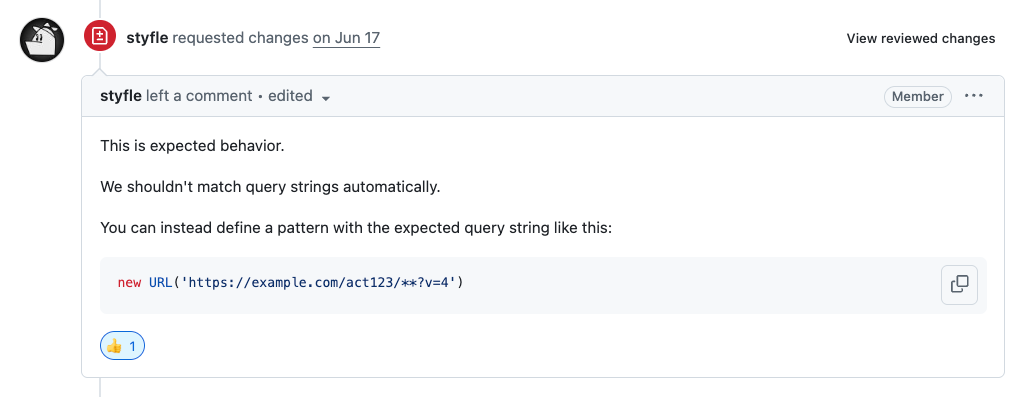 styfle requested changes on Jun 17
View reviewed changes
styfle left a comment • edited
Member
This is expected behavior.
We shouldn't match query strings automatically.
You can instead define a pattern with the expected query string like this:
new URL('https://example.com/act123/**?v=4')
👍 1